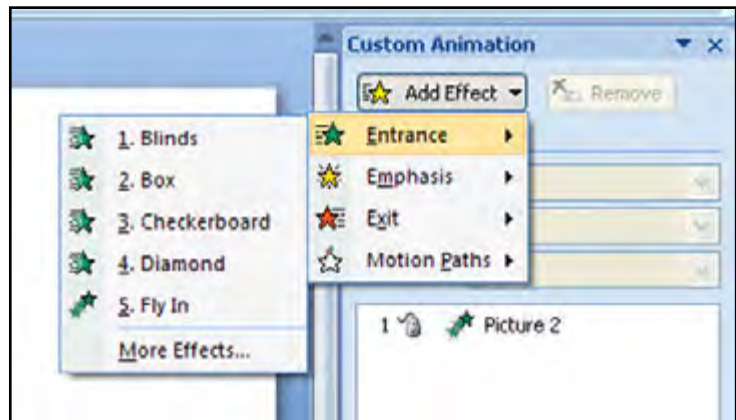 Custom Animation
Add Effect
Remove
1. Blinds
2. Box
3. Checkerboard
4. Diamond
5. Fly In
More Effects...
Entrance
Emphasis
Exit
Motion Paths
1 Picture 2